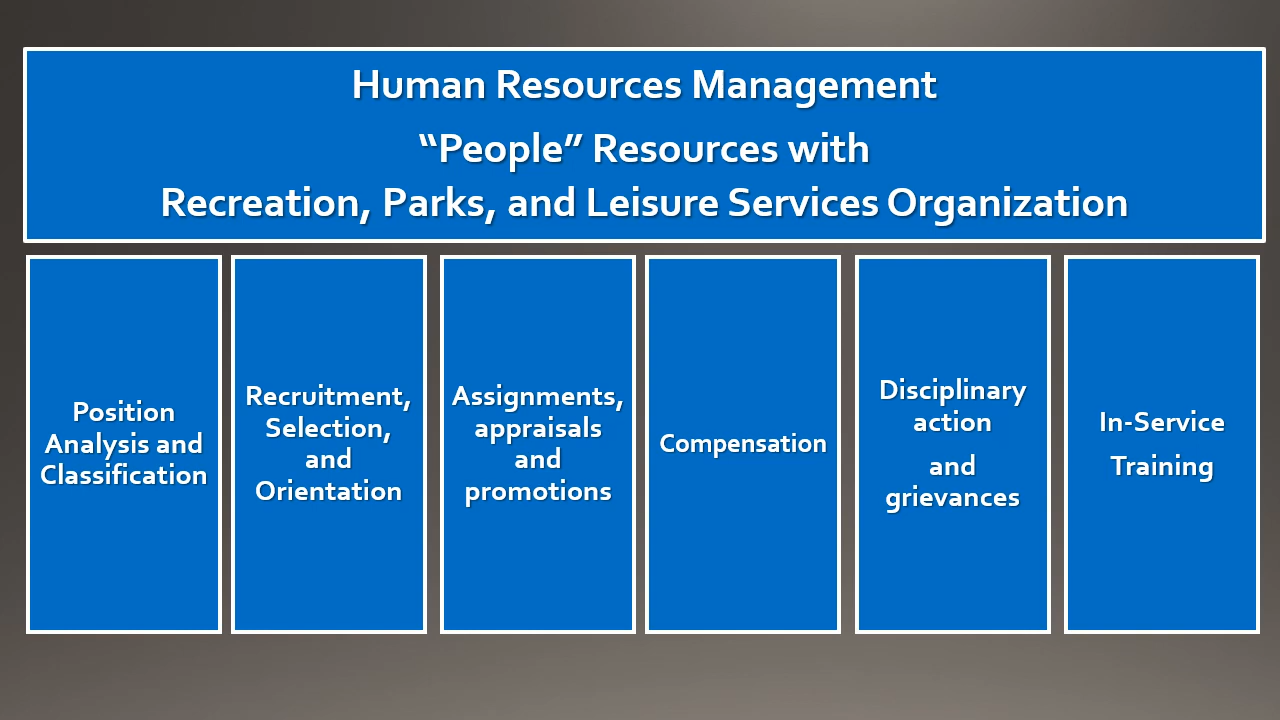 Human Resources Management
“People” Resources with
Recreation, Parks, and Leisure Services Organization
Position
Analysis and
Classification
Recruitment,
Selection,
and
Orientation
Assignments,
appraisals
and
promotions
Compensation
Disciplinary
action
and
grievances
In-Service
Training